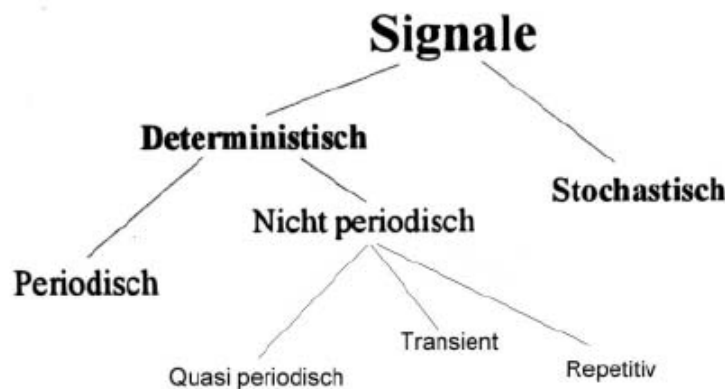 Signale
Deterministisch
Stochastisch
Nicht periodisch
Periodisch
Transient
Repetitiv
Quasi periodisch